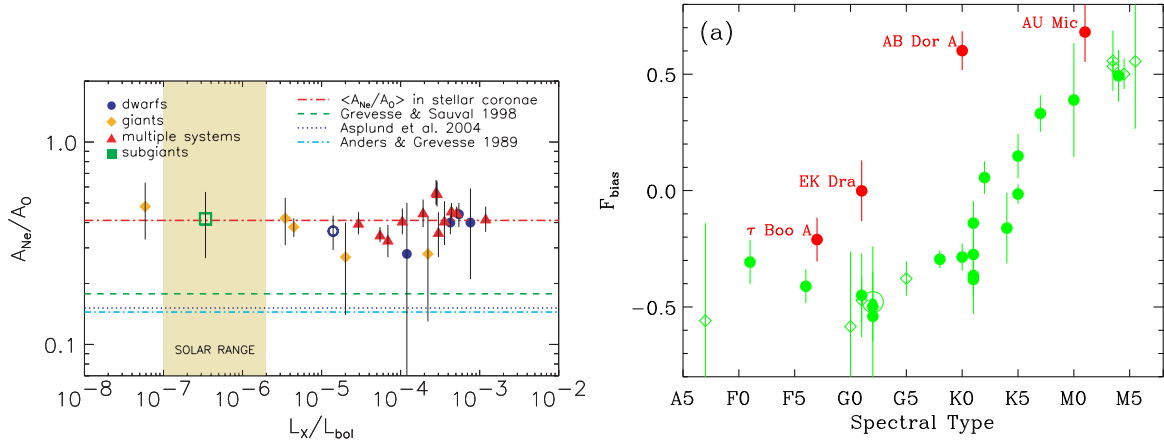 dwarfs
giants
multiple systems
subgiants
<A_Ne/A_O> in stellar coronae
Grevesse & Sauval 1998
Asplund et al. 2004
Anders & Grevesse 1989
A_Ne/A_O
1.0
0.1
SOLAR RANGE
10^-8 10^-7 10^-6 10^-5 10^-4 10^-3 10^-2
L_X/L_bol
(a)
AU Mic
AB Dor A
EK Dra
τ Boo A
F_bias
0.5
0.0
−0.5
A5 F0 F5 G0 G5 K0 K5 M0 M5
Spectral Type